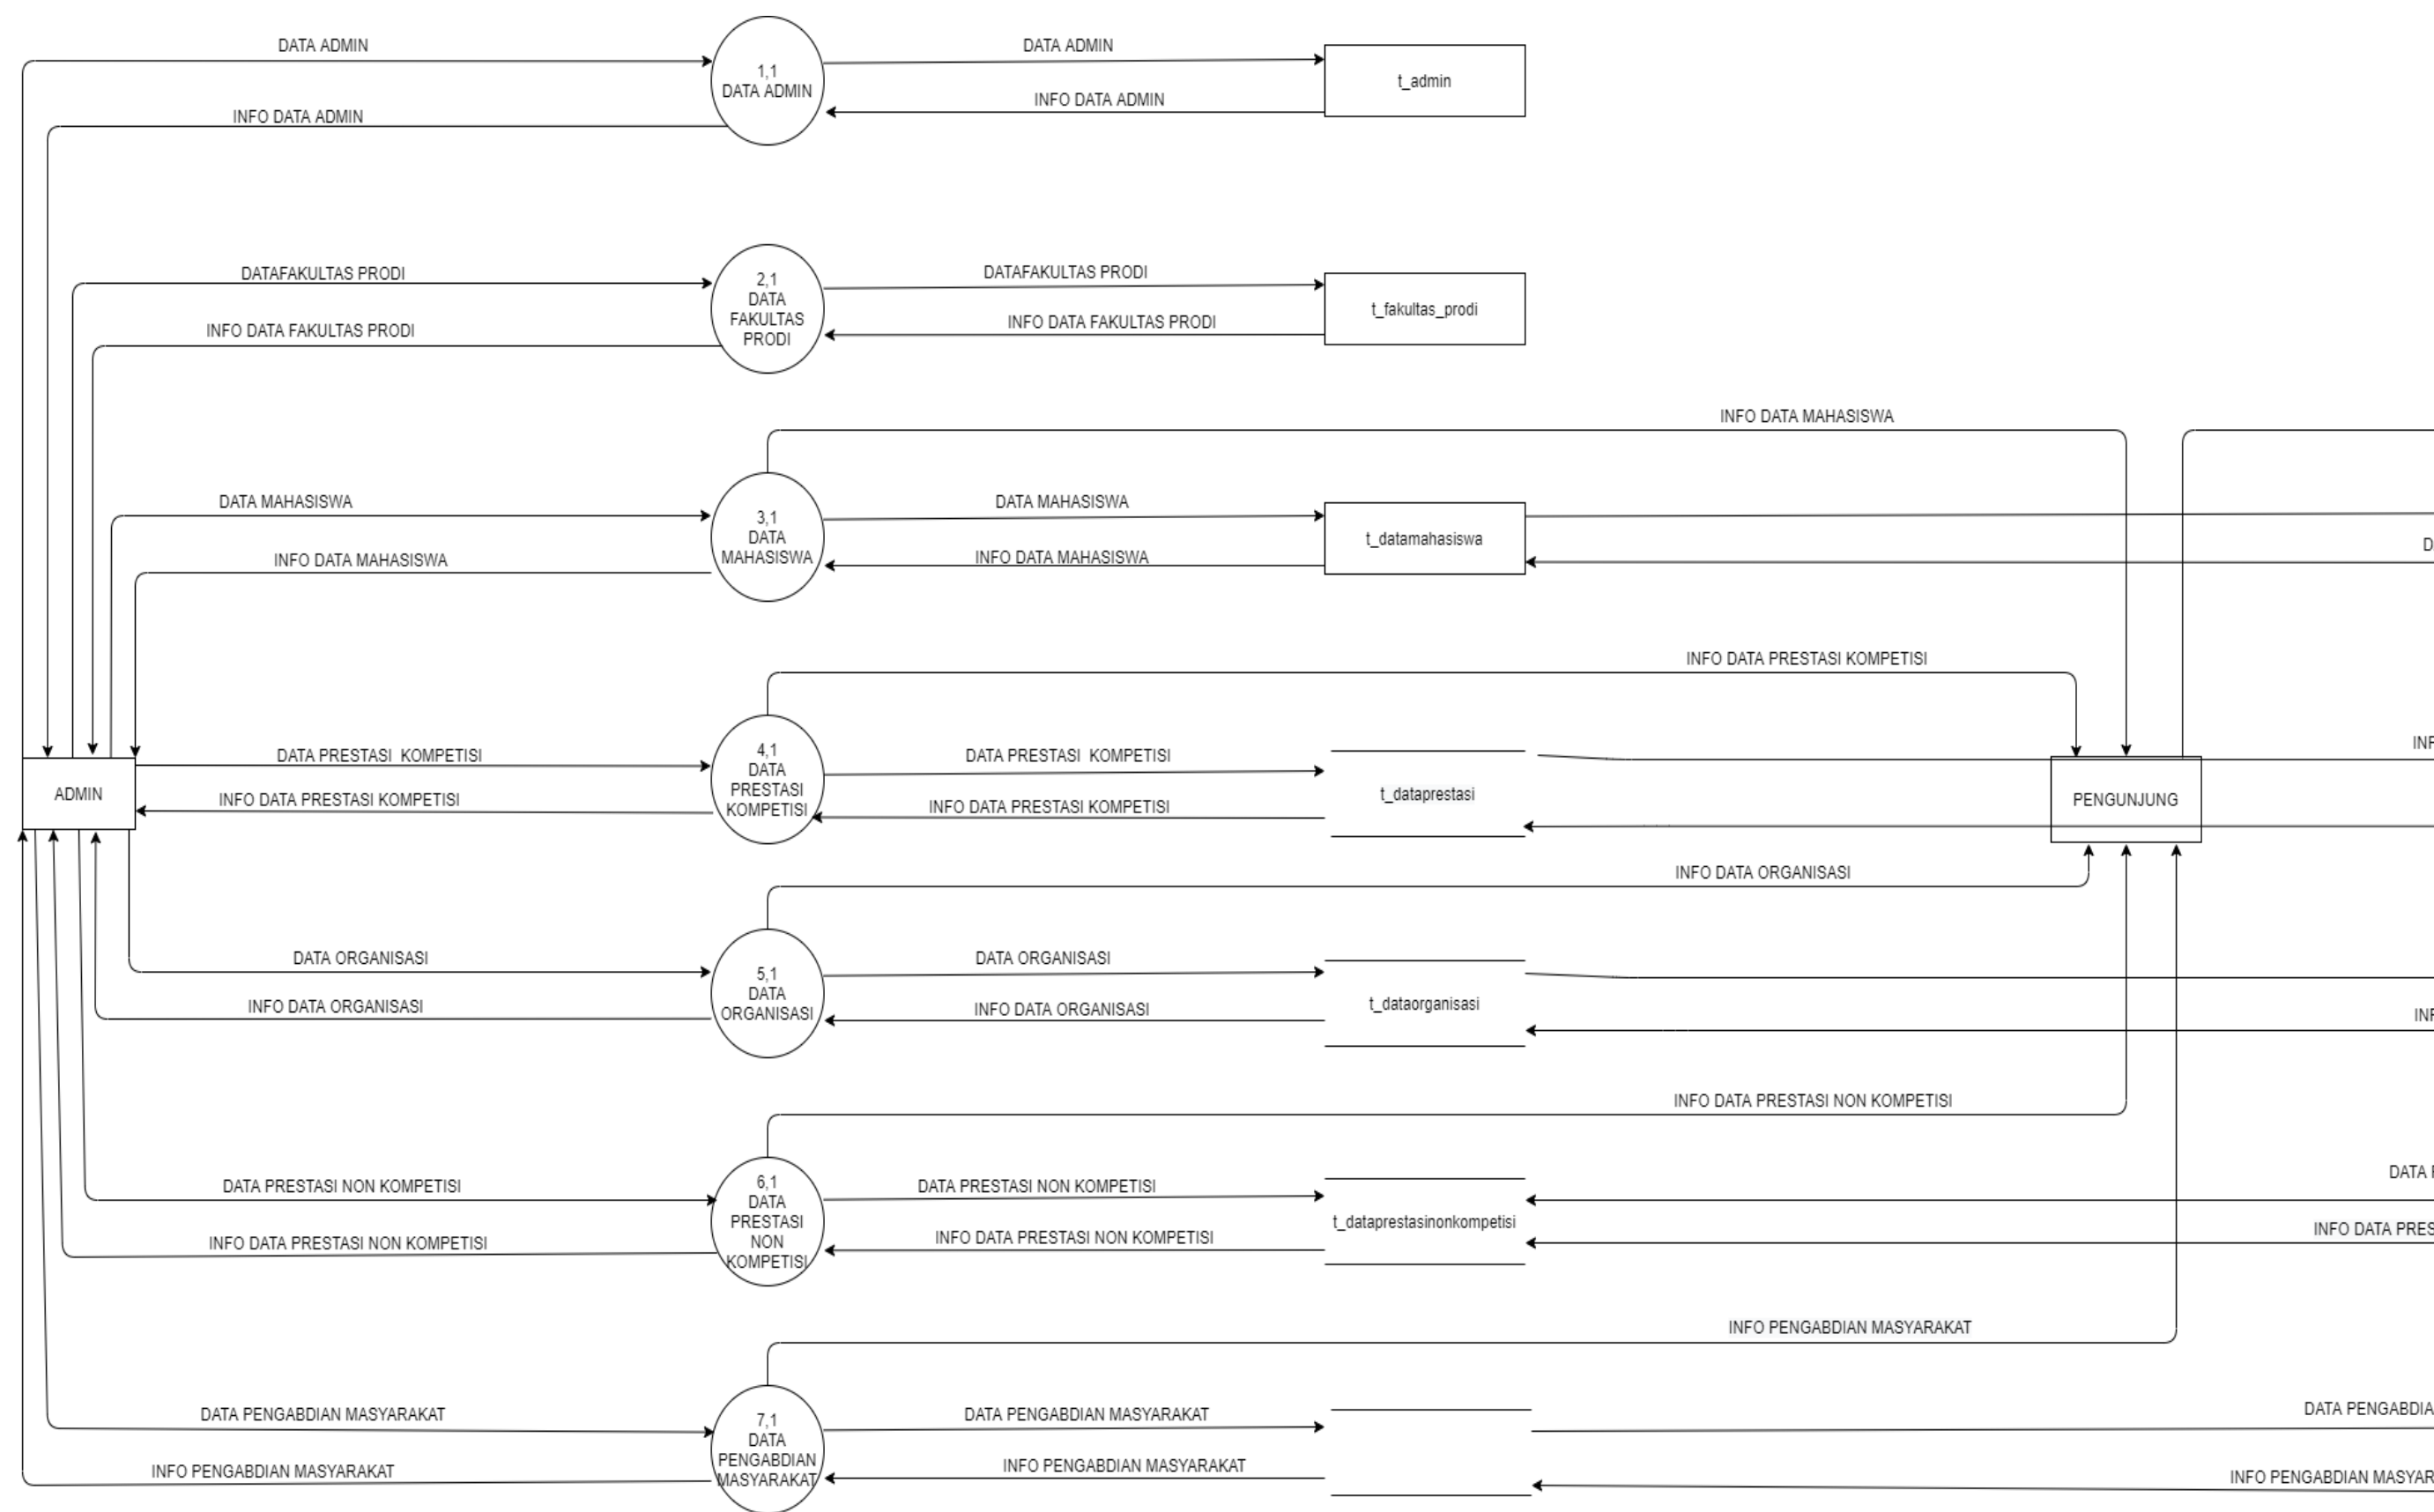 DATA ADMIN
DATA ADMIN
1,1
DATA ADMIN
t_admin
INFO DATA ADMIN
INFO DATA ADMIN
DATAFAKULTAS PRODI
DATAFAKULTAS PRODI
2,1
DATA
FAKULTAS
PRODI
t_fakultas_prodi
INFO DATA FAKULTAS PRODI
INFO DATA FAKULTAS PRODI
INFO DATA MAHASISWA
DATA MAHASISWA
DATA MAHASISWA
3,1
DATA
MAHASISWA
t_datamahasiswa
INFO DATA MAHASISWA
INFO DATA MAHASISWA
INFO DATA PRESTASI KOMPETISI
DATA PRESTASI  KOMPETISI
DATA PRESTASI  KOMPETISI
4,1
DATA
PRESTASI
KOMPETISI
ADMIN
t_dataprestasi
PENGUNJUNG
INFO DATA PRESTASI KOMPETISI
INFO DATA PRESTASI KOMPETISI
INFO DATA ORGANISASI
DATA ORGANISASI
DATA ORGANISASI
5,1
DATA
ORGANISASI
t_dataorganisasi
INFO DATA ORGANISASI
INFO DATA ORGANISASI
INFO DATA PRESTASI NON KOMPETISI
DATA PRESTASI NON KOMPETISI
DATA PRESTASI NON KOMPETISI
DATA
6,1
DATA
PRESTASI
NON
KOMPETISI
t_dataprestasinonkompetisi
INFO DATA PRESTASI NON KOMPETISI
INFO DATA PRESTASI NON KOMPETISI
INFO DATA
INFO PENGABDIAN MASYARAKAT
DATA PENGABDIAN MASYARAKAT
DATA PENGABDIAN MASYARAKAT
DATA
7,1
DATA
PENGABDIAN
MASYARAKAT
INFO PENGABDIAN MASYARAKAT
INFO PENGABDIAN MASYARAKAT
INFO PENGABDIAN